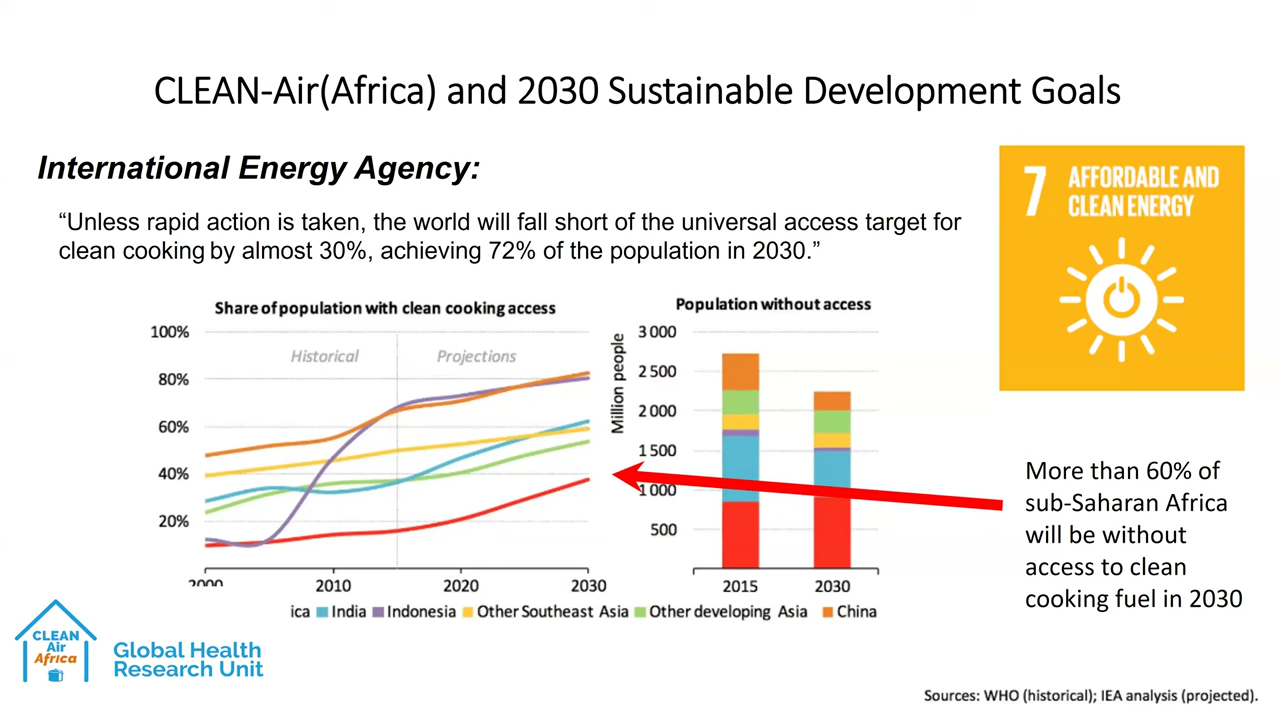 CLEAN-Air(Africa) and 2030 Sustainable Development Goals
International Energy Agency:
“Unless rapid action is taken, the world will fall short of the universal access target for
clean cooking by almost 30%, achieving 72% of the population in 2030.”
7 AFFORDABLE AND
CLEAN ENERGY
Share of population with clean cooking access
100%
80%
60%
40%
20%
Historical
Projections
2000
2010
2020
2030
Population without access
Million people
3 000
2 500
2 000
1 500
1 000
500
2015
2030
ica India Indonesia Other Southeast Asia Other developing Asia China
More than 60% of
sub-Saharan Africa
will be without
access to clean
cooking fuel in 2030
CLEAN
Air
Africa
Global Health
Research Unit
Sources: WHO (historical); IEA analysis (projected).